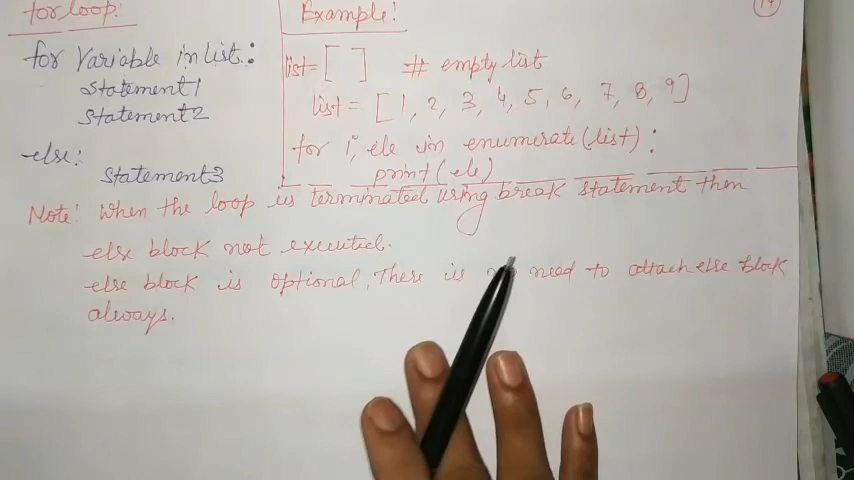 for loop:
for variable in list:
statement1
statement2
else:
statement3
Example!
list= [ ] # empty list
list = [1, 2, 3, 4, 5, 6, 7, 8, 9]
for i, ele in enumerate(list):
print(ele)
Note: When the loop is terminated using break statement then
else block not executed.
else block is optional, There is need to attach else block
always.